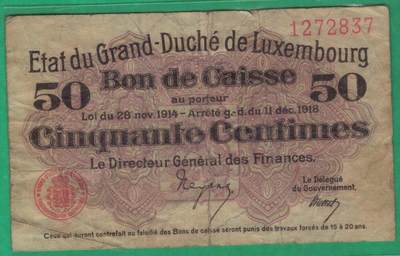 1272837
Etat du Grand-Duché de Luxembourg
50 Bon de Caisse 50
au porteur
Loi du 28 nov. 1914 - Arrêté g.-d. du 11 déc. 1918
Cinquante Centimes
Le Directeur Général des Finances.
Le Délégué
du Gouvernement,
Ceux qui auront contrefait ou falsifié des Bons de caisse seront punis des travaux forcés de 15 à 20 ans.